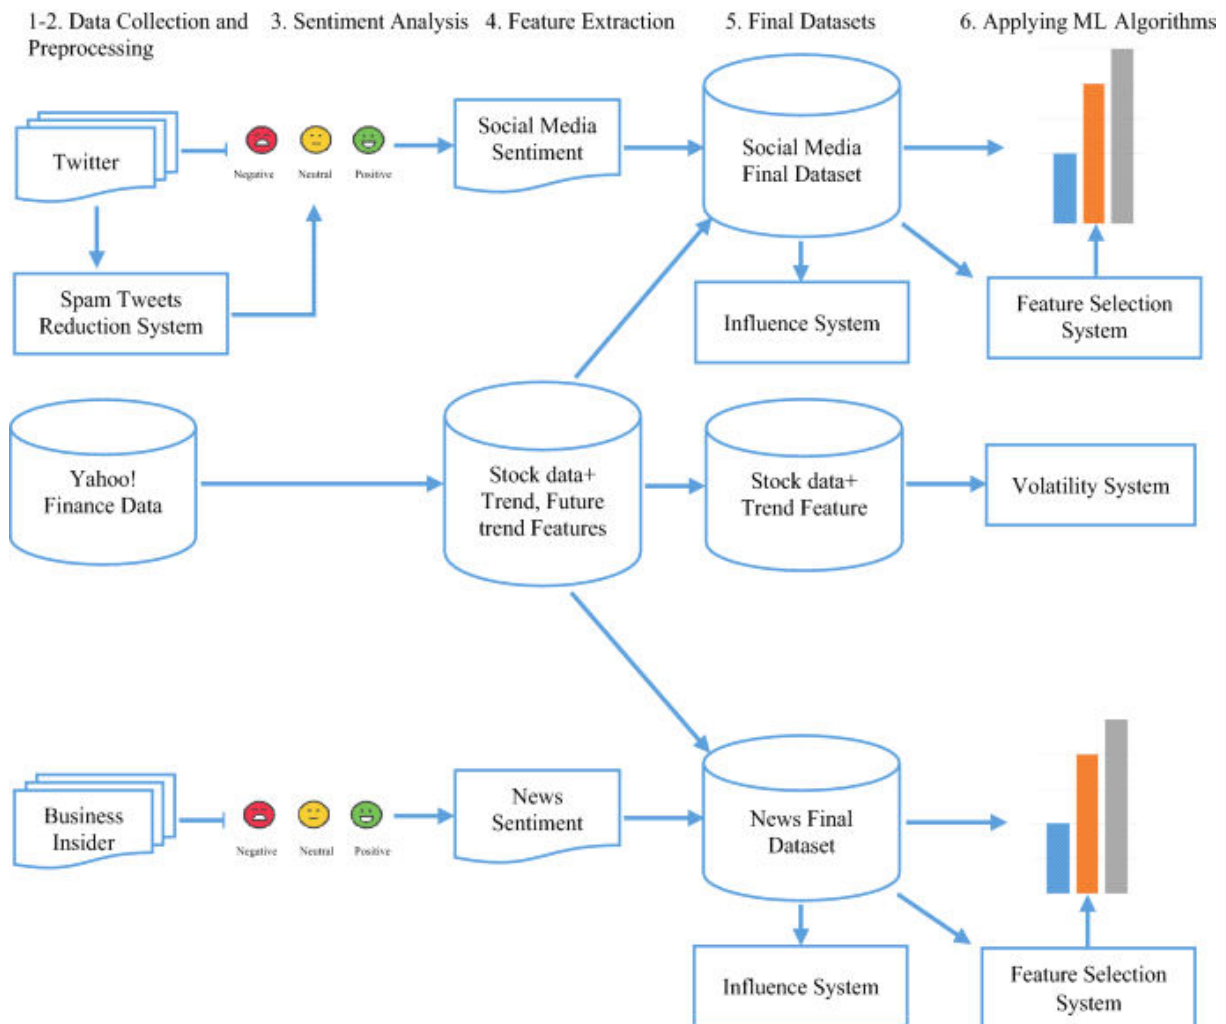 1-2. Data Collection and
Preprocessing
3. Sentiment Analysis
4. Feature Extraction
5. Final Datasets
6. Applying ML Algorithms
Twitter
Negative
Neutral
Positive
Social Media
Sentiment
Social Media
Final Dataset
Spam Tweets
Reduction System
Influence System
Feature Selection
System
Yahoo!
Finance Data
Stock data+
Trend, Future
trend Features
Stock data+
Trend Feature
Volatility System
Business
Insider
Negative
Neutral
Positive
News
Sentiment
News Final
Dataset
Influence System
Feature Selection
System